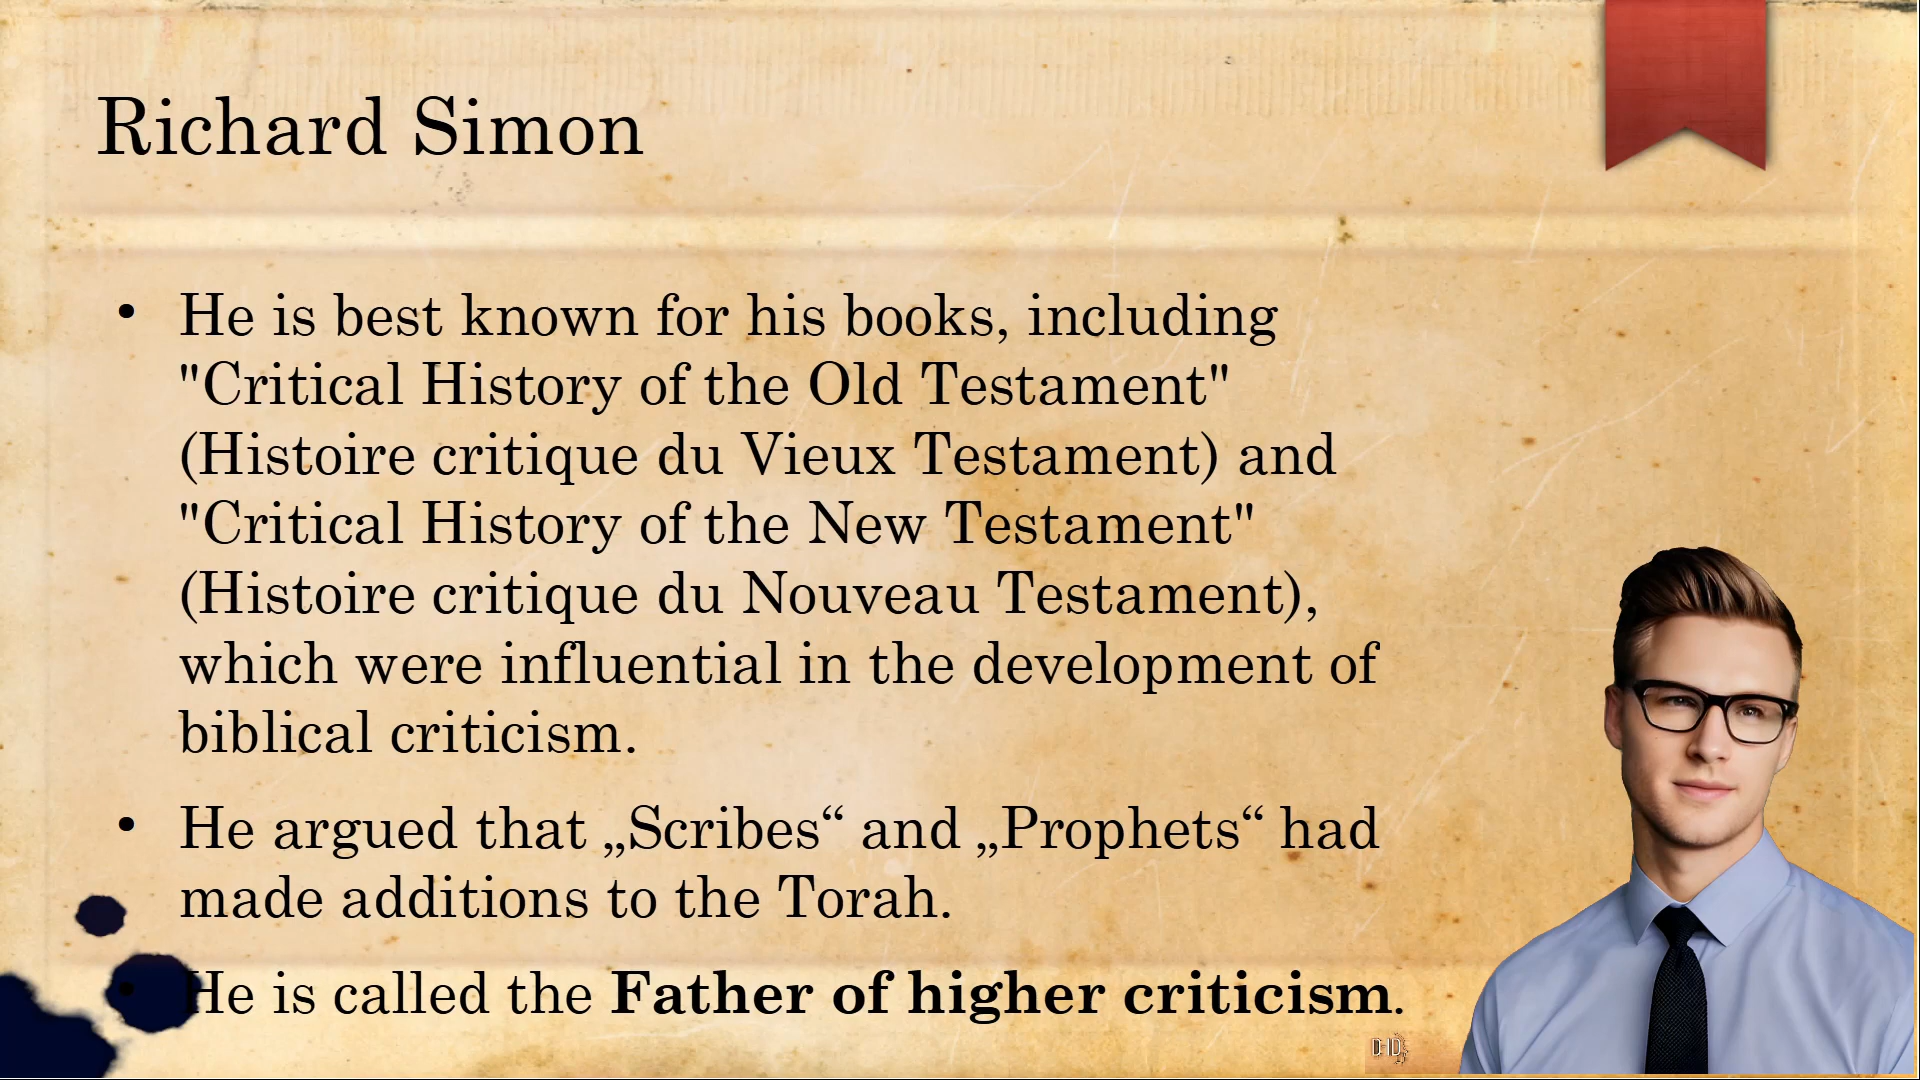 Richard Simon
• He is best known for his books, including
"Critical History of the Old Testament"
(Histoire critique du Vieux Testament) and
"Critical History of the New Testament"
(Histoire critique du Nouveau Testament),
which were influential in the development of
biblical criticism.
• He argued that „Scribes“ and „Prophets“ had
made additions to the Torah.
• He is called the Father of higher criticism.
D-ID